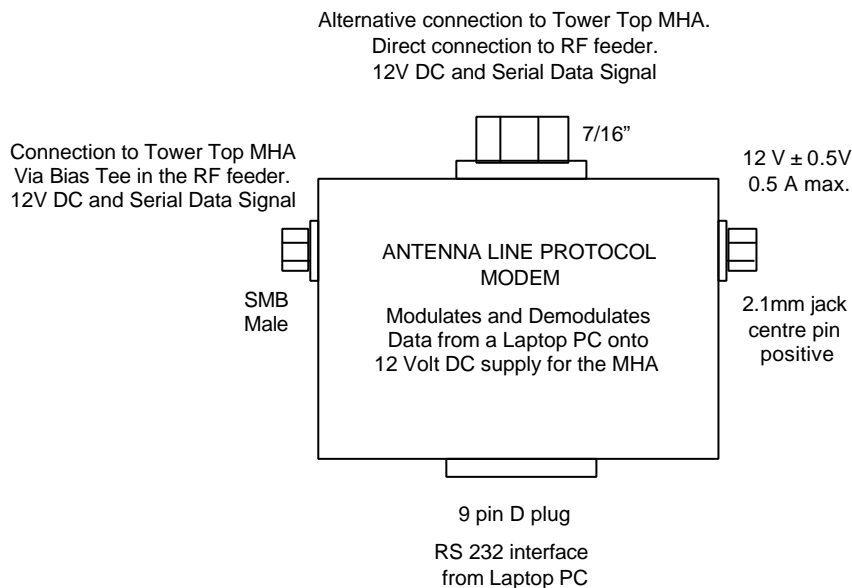 Alternative connection to Tower Top MHA.
Direct connection to RF feeder.
12V DC and Serial Data Signal
7/16”
Connection to Tower Top MHA
Via Bias Tee in the RF feeder.
12V DC and Serial Data Signal
12 V ± 0.5V
0.5 A max.
ANTENNA LINE PROTOCOL
MODEM
Modulates and Demodulates
Data from a Laptop PC onto
12 Volt DC supply for the MHA
SMB
Male
2.1mm jack
centre pin
positive
9 pin D plug
RS 232 interface
from Laptop PC